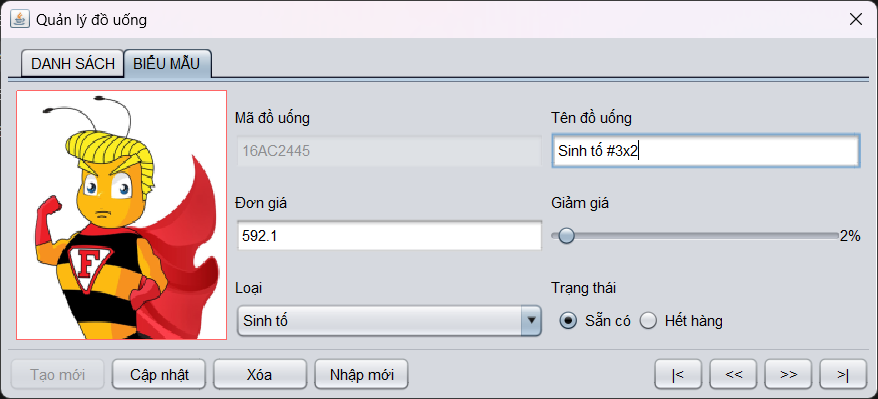 Quản lý đồ uống
DANH SÁCH
BIỂU MẪU
Mã đồ uống
Tên đồ uống
16AC2445
Sinh tố #3x2
Đơn giá
Giảm giá
592.1
2%
Loại
Trạng thái
Sinh tố
Sẵn có
Hết hàng
F
Tạo mới
Cập nhật
Xóa
Nhập mới
|<
<<
>>
>|